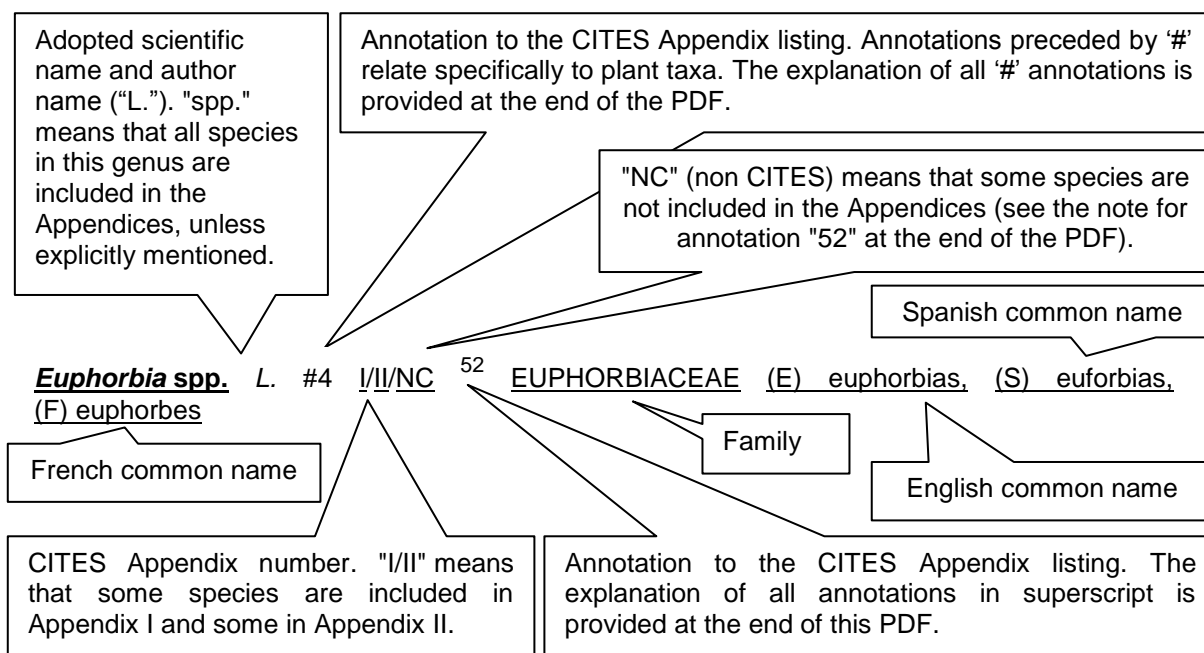 Adopted scientific
name and author
name (“L.”). "spp."
means that all species
in this genus are
included in the
Appendices, unless
explicitly mentioned.
Annotation to the CITES Appendix listing. Annotations preceded by ‘#’
relate specifically to plant taxa. The explanation of all ‘#’ annotations is
provided at the end of the PDF.
"NC" (non CITES) means that some species are
not included in the Appendices (see the note for
annotation "52" at the end of the PDF).
Spanish common name
Euphorbia spp. L. #4 I/II/NC 52 EUPHORBIACEAE (E) euphorbias, (S) euforbias,
(F) euphorbes
French common name
Family
English common name
CITES Appendix number. "I/II" means
that some species are included in
Appendix I and some in Appendix II.
Annotation to the CITES Appendix listing. The
explanation of all annotations in superscript is
provided at the end of this PDF.